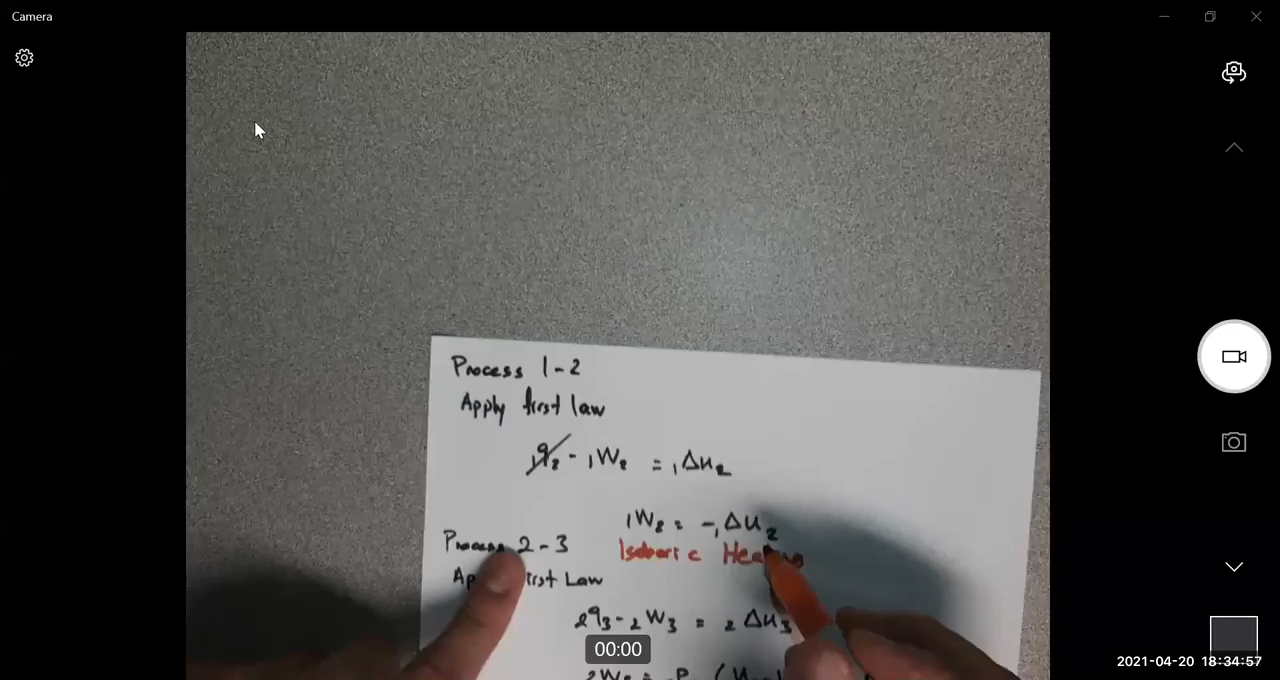 Camera
Process 1-2
Apply first law
₁q₂ - ₁W₂ = ₁Δu₂
₁W₂ = -₁Δu₂
Process 2-3
Isobaric Heating
First Law
₂q₃ - ₂W₃ = ₂Δu₃
00:00
2021-04-20 18:34:57